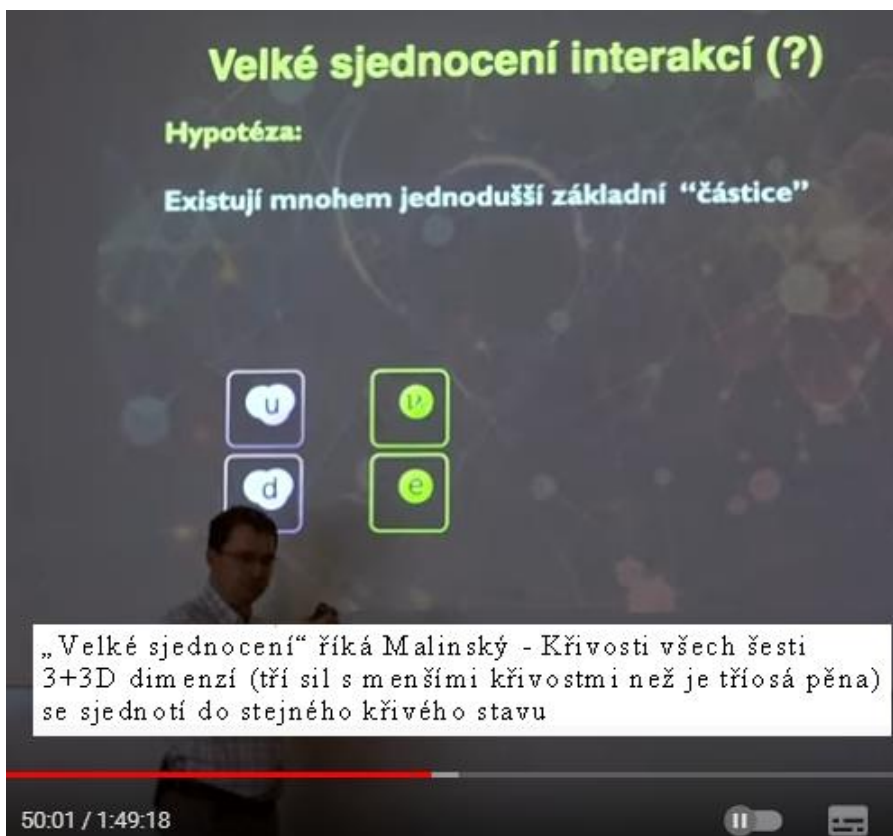 Velké sjednocení interakcí (?)
Hypotéza:
Existují mnohem jednodušší základní “částice”
u
ν
d
e
„Velké sjednocení“ říká Malinský - Křivosti všech šesti
3+3D dimenzí (tří sil s menšími křivostmi než je tříosá pěna)
se sjednotí do stejného křivého stavu
50:01 / 1:49:18